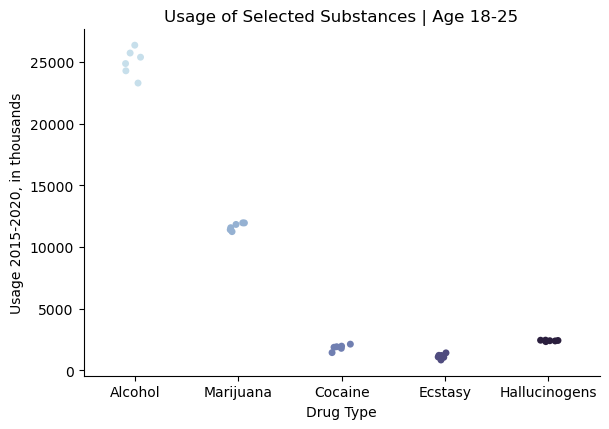 Usage of Selected Substances | Age 18-25
Usage 2015-2020, in thousands
25000
20000
15000
10000
5000
0
Alcohol Marijuana Cocaine Ecstasy Hallucinogens
Drug Type